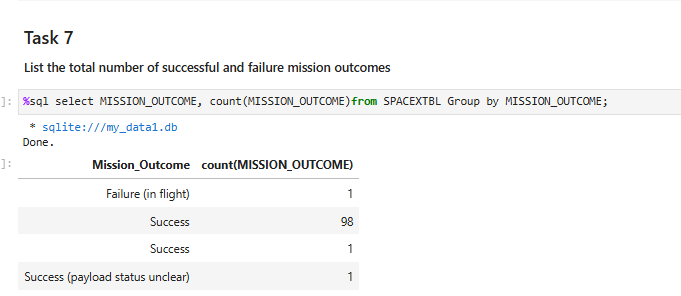 Task 7
List the total number of successful and failure mission outcomes
]: %sql select MISSION_OUTCOME, count(MISSION_OUTCOME)from SPACEXTBL Group by MISSION_OUTCOME;
* sqlite:///my_data1.db
Done.
]: Mission_Outcome count(MISSION_OUTCOME)
Failure (in flight) 1
Success 98
Success 1
Success (payload status unclear) 1